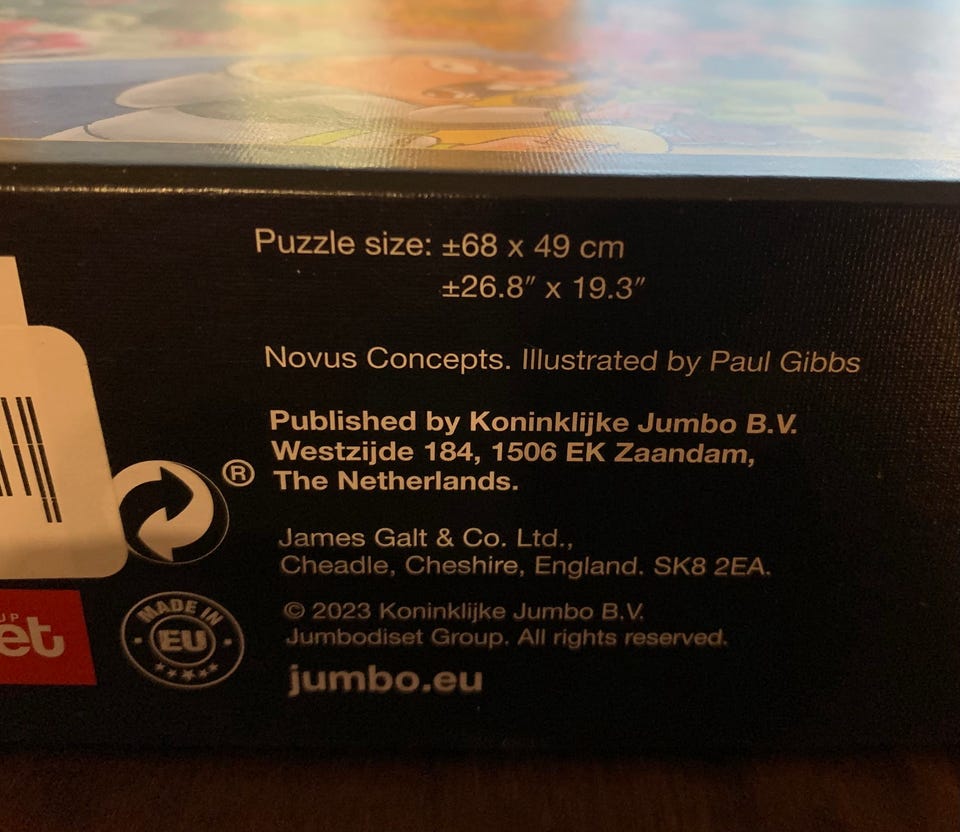 Puzzle size: ±68 x 49 cm
±26.8” x 19.3”
Novus Concepts. Illustrated by Paul Gibbs
Published by Koninklijke Jumbo B.V.
Westzijde 184, 1506 EK Zaandam,
The Netherlands.
®
James Galt & Co. Ltd.,
Cheadle, Cheshire, England. SK8 2EA.
© 2023 Koninklijke Jumbo B.V.
Jumbodiset Group. All rights reserved.
jumbo.eu
MADE IN
EU
UP
et